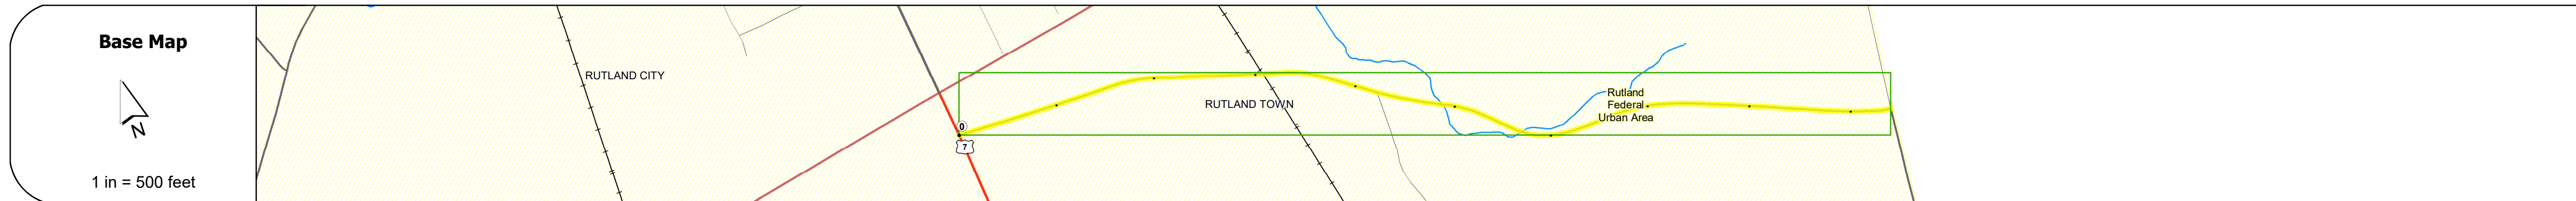 Base Map
N
1 in = 500 feet
RUTLAND CITY
0
7
RUTLAND TOWN
Rutland
Federal
Urban Area